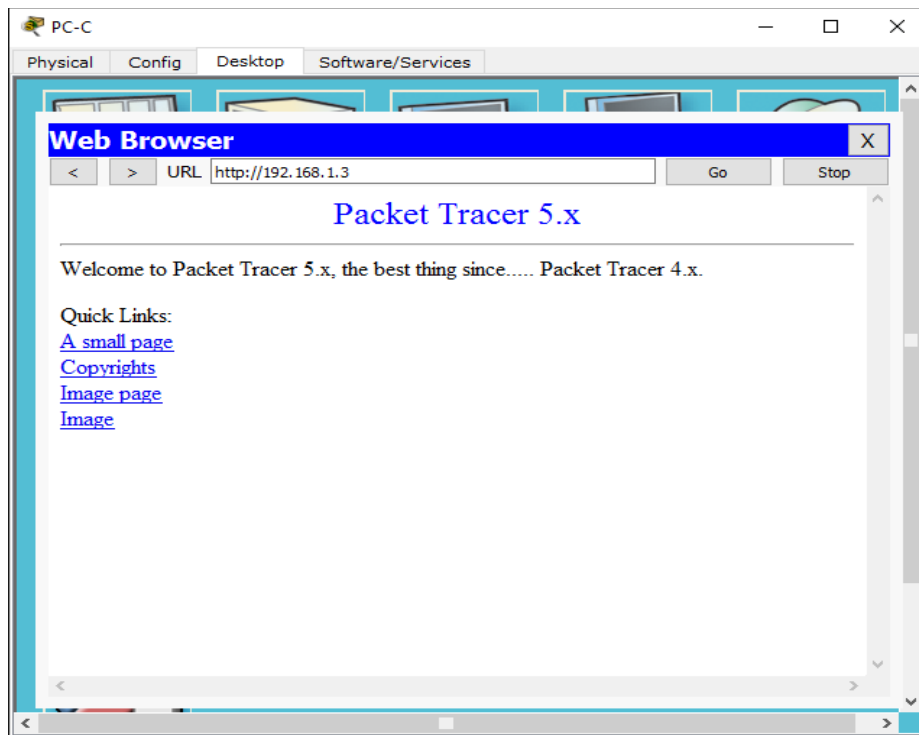 PC-C
Physical Config Desktop Software/Services
Web Browser X
< > URL http://192.168.1.3 Go Stop
Packet Tracer 5.x
Welcome to Packet Tracer 5.x, the best thing since..... Packet Tracer 4.x.
Quick Links:
A small page
Copyrights
Image page
Image